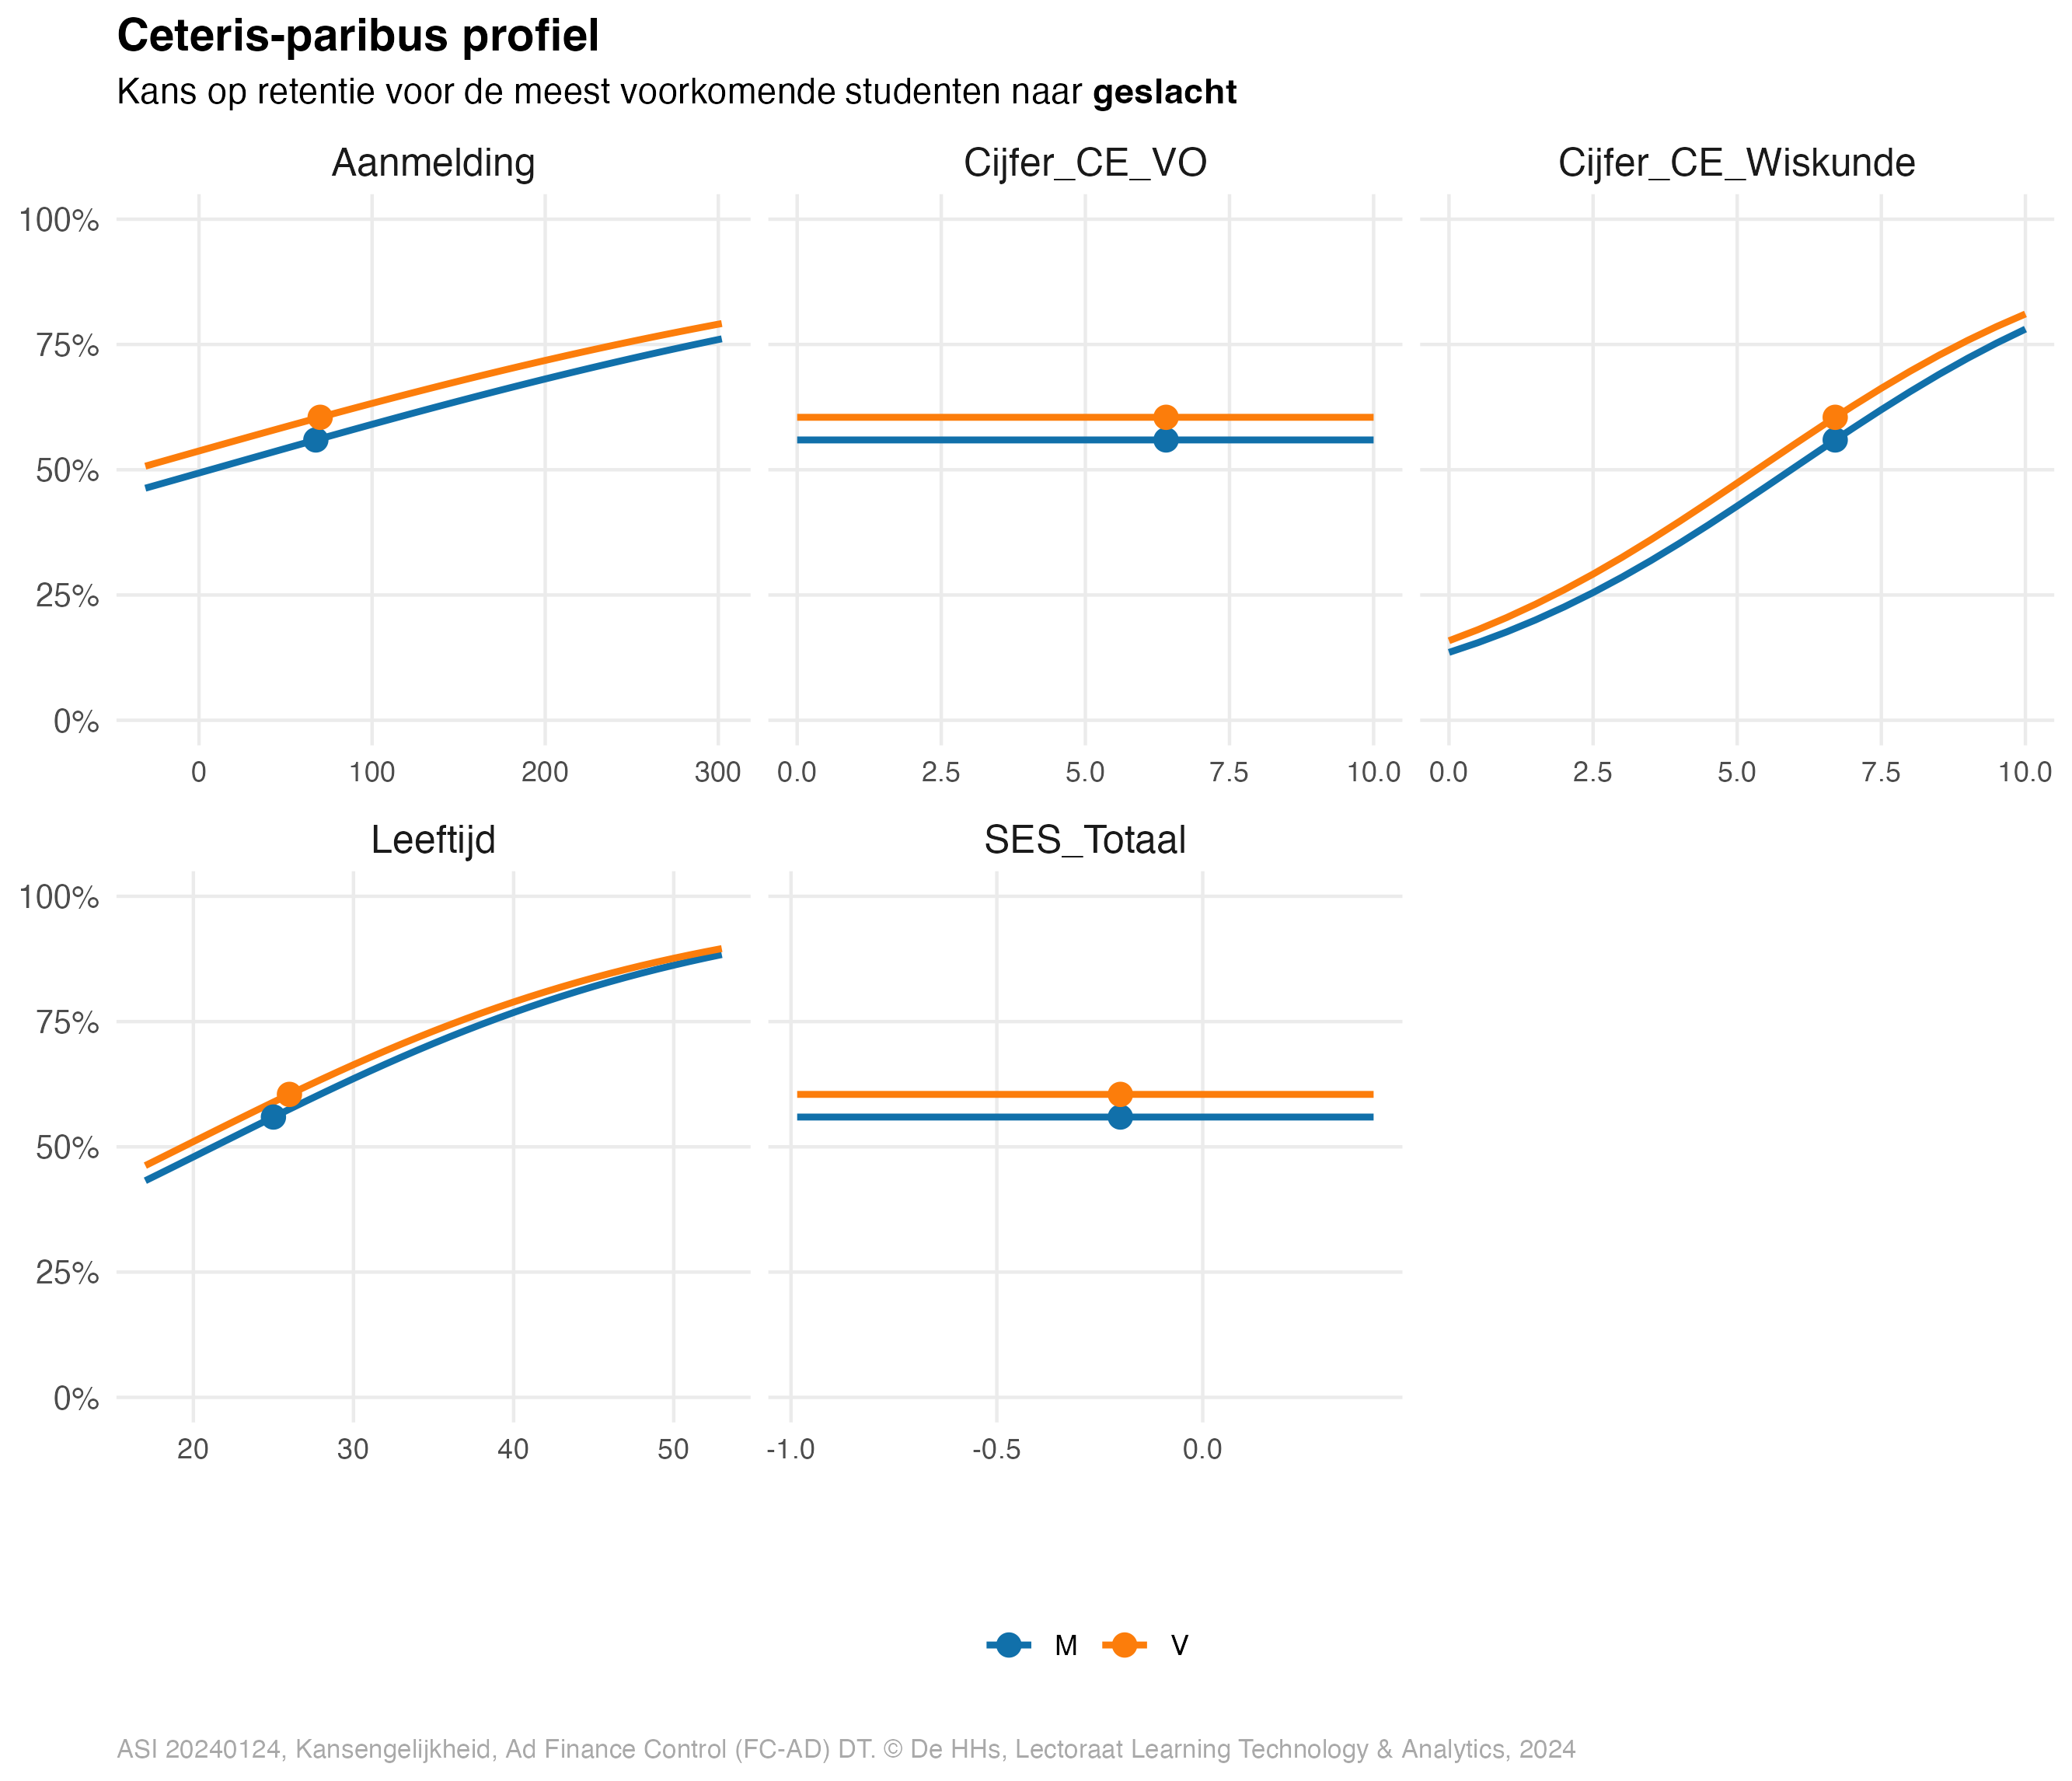 Ceteris-paribus profiel
Kans op retentie voor de meest voorkomende studenten naar geslacht
Aanmelding
Cijfer_CE_VO
Cijfer_CE_Wiskunde
100%
75%
50%
25%
0%
0 100 200 300
0.0 2.5 5.0 7.5 10.0
0.0 2.5 5.0 7.5 10.0
Leeftijd
SES_Totaal
100%
75%
50%
25%
0%
20 30 40 50
-1.0 -0.5 0.0
M V
ASI 20240124, Kansengelijkheid, Ad Finance Control (FC-AD) DT. © De HHs, Lectoraat Learning Technology & Analytics, 2024